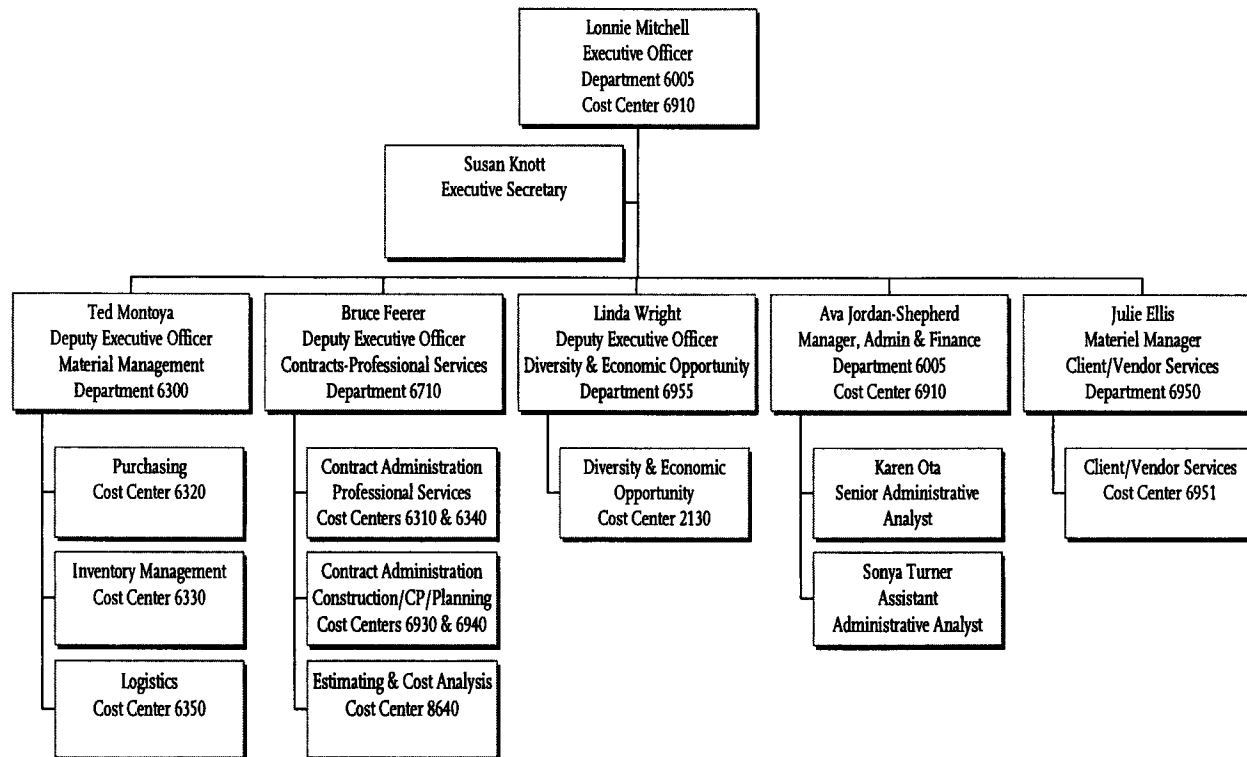 Lonnie Mitchell
Executive Officer
Department 6005
Cost Center 6910
Susan Knott
Executive Secretary
Ted Montoya
Deputy Executive Officer
Material Management
Department 6300
Bruce Feerer
Deputy Executive Officer
Contracts-Professional Services
Department 6710
Linda Wright
Deputy Executive Officer
Diversity & Economic Opportunity
Department 6955
Ava Jordan-Shepherd
Manager, Admin & Finance
Department 6005
Cost Center 6910
Julie Ellis
Materiel Manager
Client/Vendor Services
Department 6950
Purchasing
Cost Center 6320
Contract Administration
Professional Services
Cost Centers 6310 & 6340
Diversity & Economic
Opportunity
Cost Center 2130
Karen Ota
Senior Administrative
Analyst
Client/Vendor Services
Cost Center 6951
Inventory Management
Cost Center 6330
Contract Administration
Construction/CP/Planning
Cost Centers 6930 & 6940
Sonya Turner
Assistant
Administrative Analyst
Logistics
Cost Center 6350
Estimating & Cost Analysis
Cost Center 8640